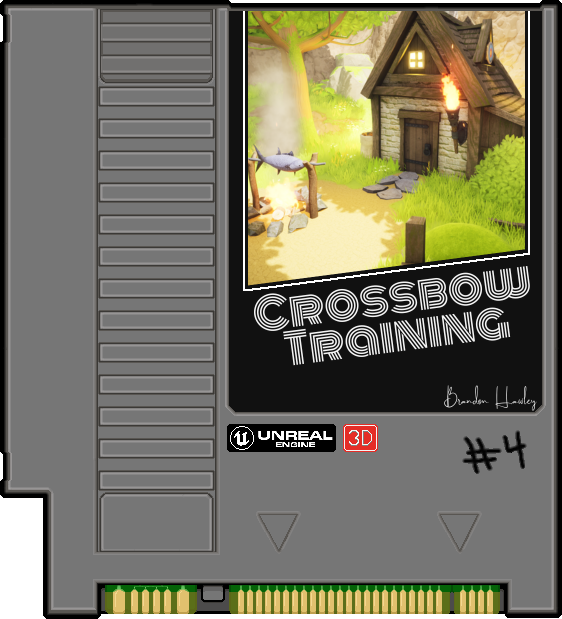 Crossbow
Training
Brandon Hawley
UNREAL
ENGINE
3D
#4